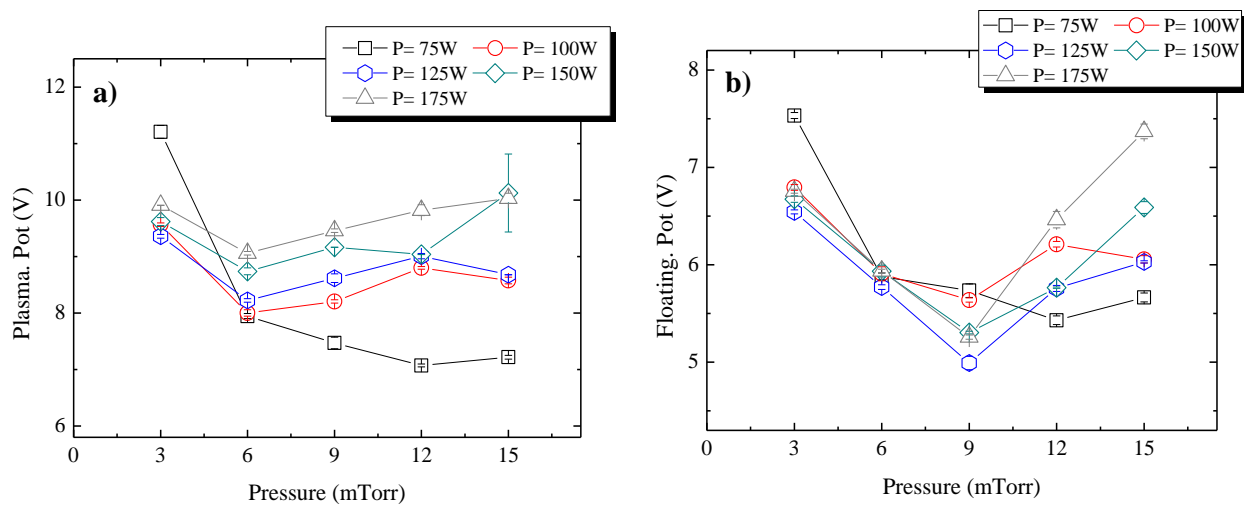 P= 75W P= 100W
P= 125W P= 150W
P= 175W
a)
12
10
8
6
Plasma. Pot (V)
0 3 6 9 12 15
Pressure (mTorr)
P= 75W P= 100W
P= 125W P= 150W
P= 175W
b)
8
7
6
5
Floating. Pot (V)
0 3 6 9 12 15
Pressure (mTorr)